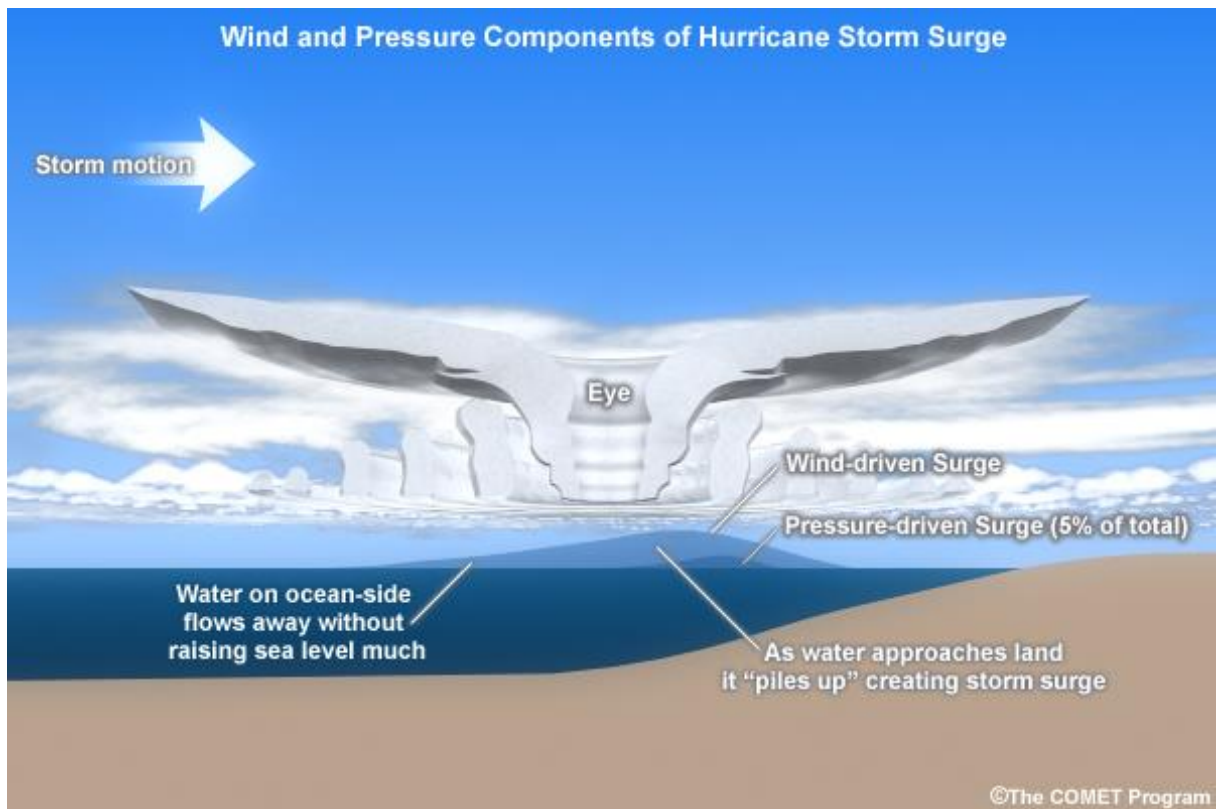 Wind and Pressure Components of Hurricane Storm Surge
Storm motion
Eye
Wind-driven Surge
Pressure-driven Surge (5% of total)
Water on ocean-side
flows away without
raising sea level much
As water approaches land
it “piles up” creating storm surge
©The COMET Program